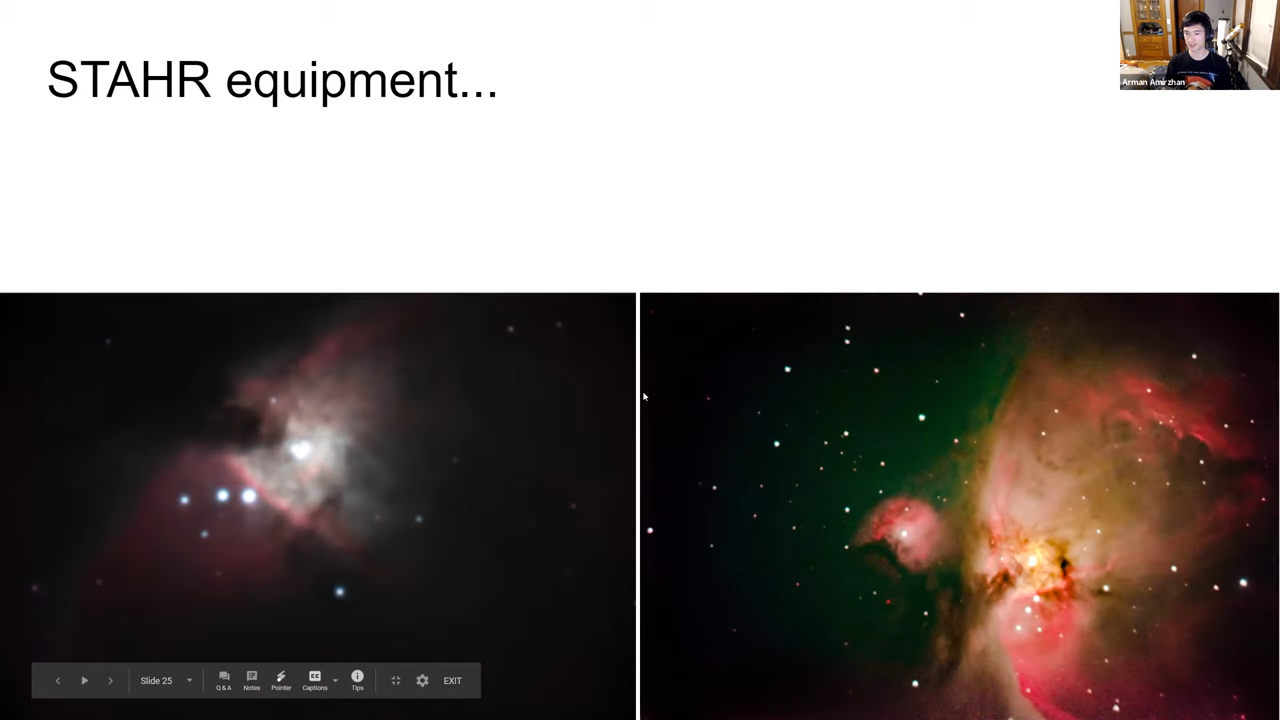 STAHR equipment...
Arman Amirzhan
Slide 25
Q & A
Notes
Pointer
Captions
Tips
EXIT